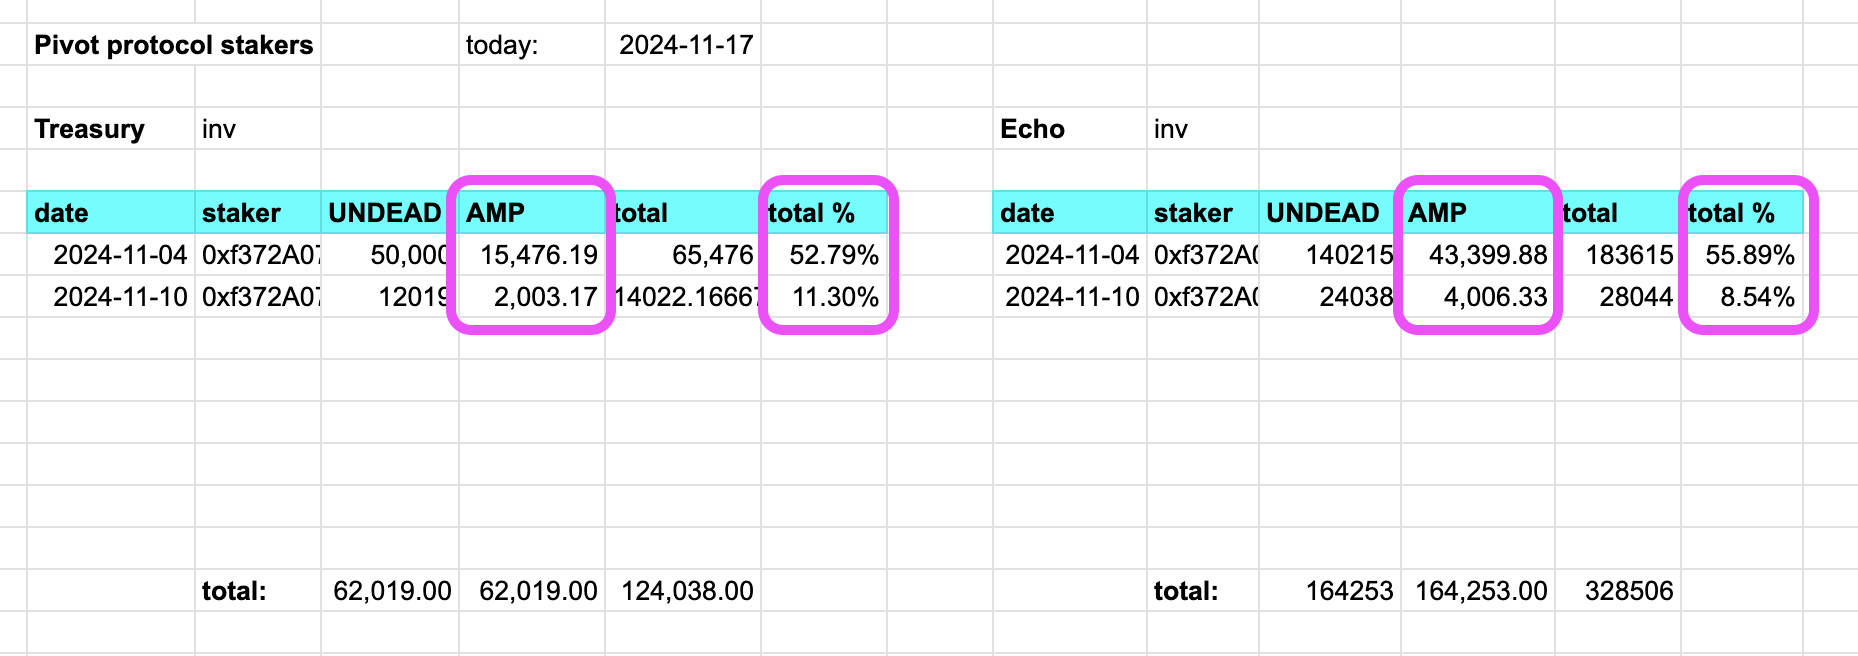 Pivot protocol stakers today: 2024-11-17
Treasury inv Echo inv
date staker UNDEAD AMP total total % date staker UNDEAD AMP total total %
2024-11-04 0xf372A07 50,000 15,476.19 65,476 52.79% 2024-11-04 0xf372A0 140215 43,399.88 183615 55.89%
2024-11-10 0xf372A07 12019 2,003.17 14022.16667 11.30% 2024-11-10 0xf372A0 24038 4,006.33 28044 8.54%
total: 62,019.00 62,019.00 124,038.00 total: 164253 164,253.00 328506